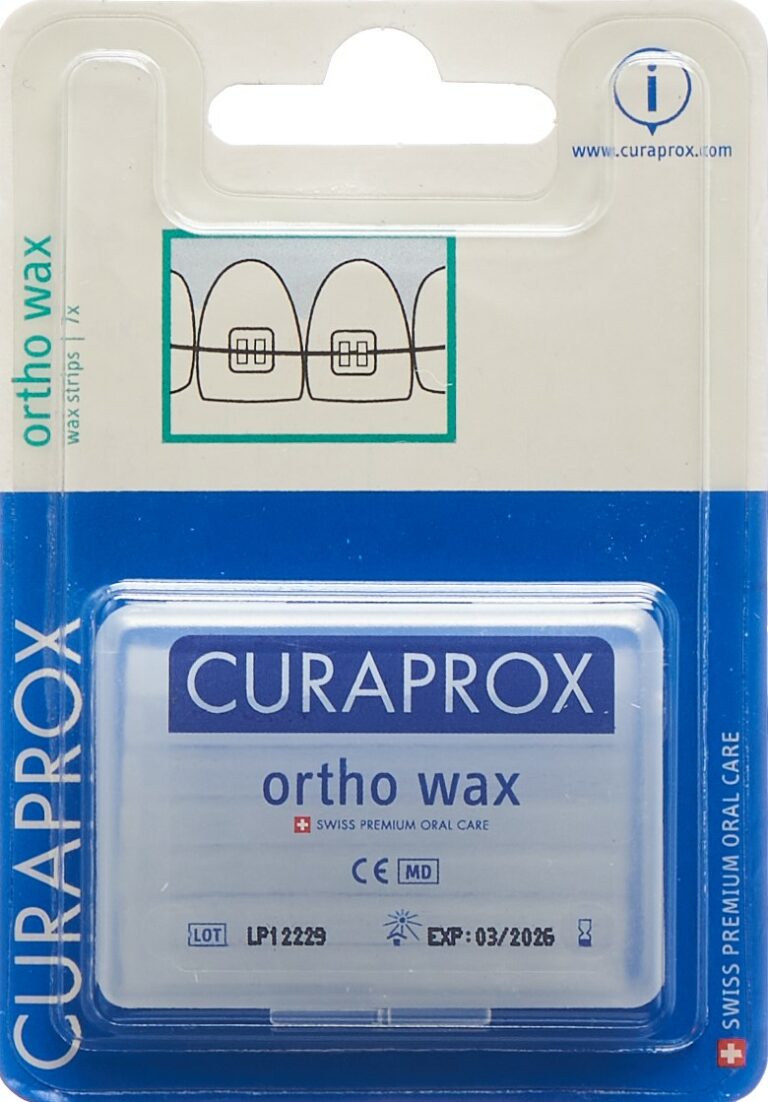 i
www.curaprox.com
ortho wax
wax strips | 7x
CURAPROX
CURAPROX
ortho wax
SWISS PREMIUM ORAL CARE
CE MD
LOT LP12229 EXP: 03/2026
SWISS PREMIUM ORAL CARE